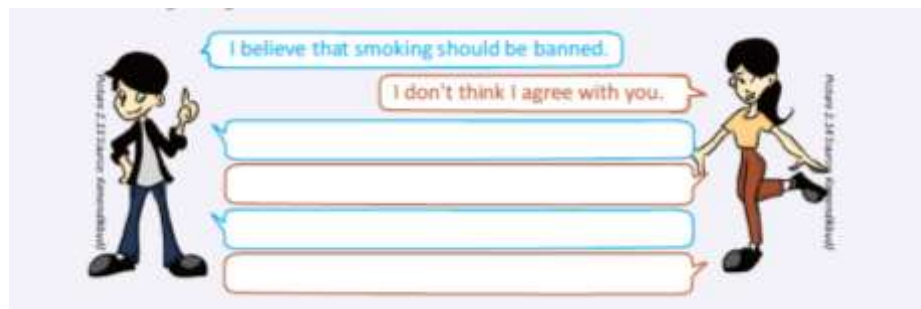 I believe that smoking should be banned.
I don't think I agree with you.